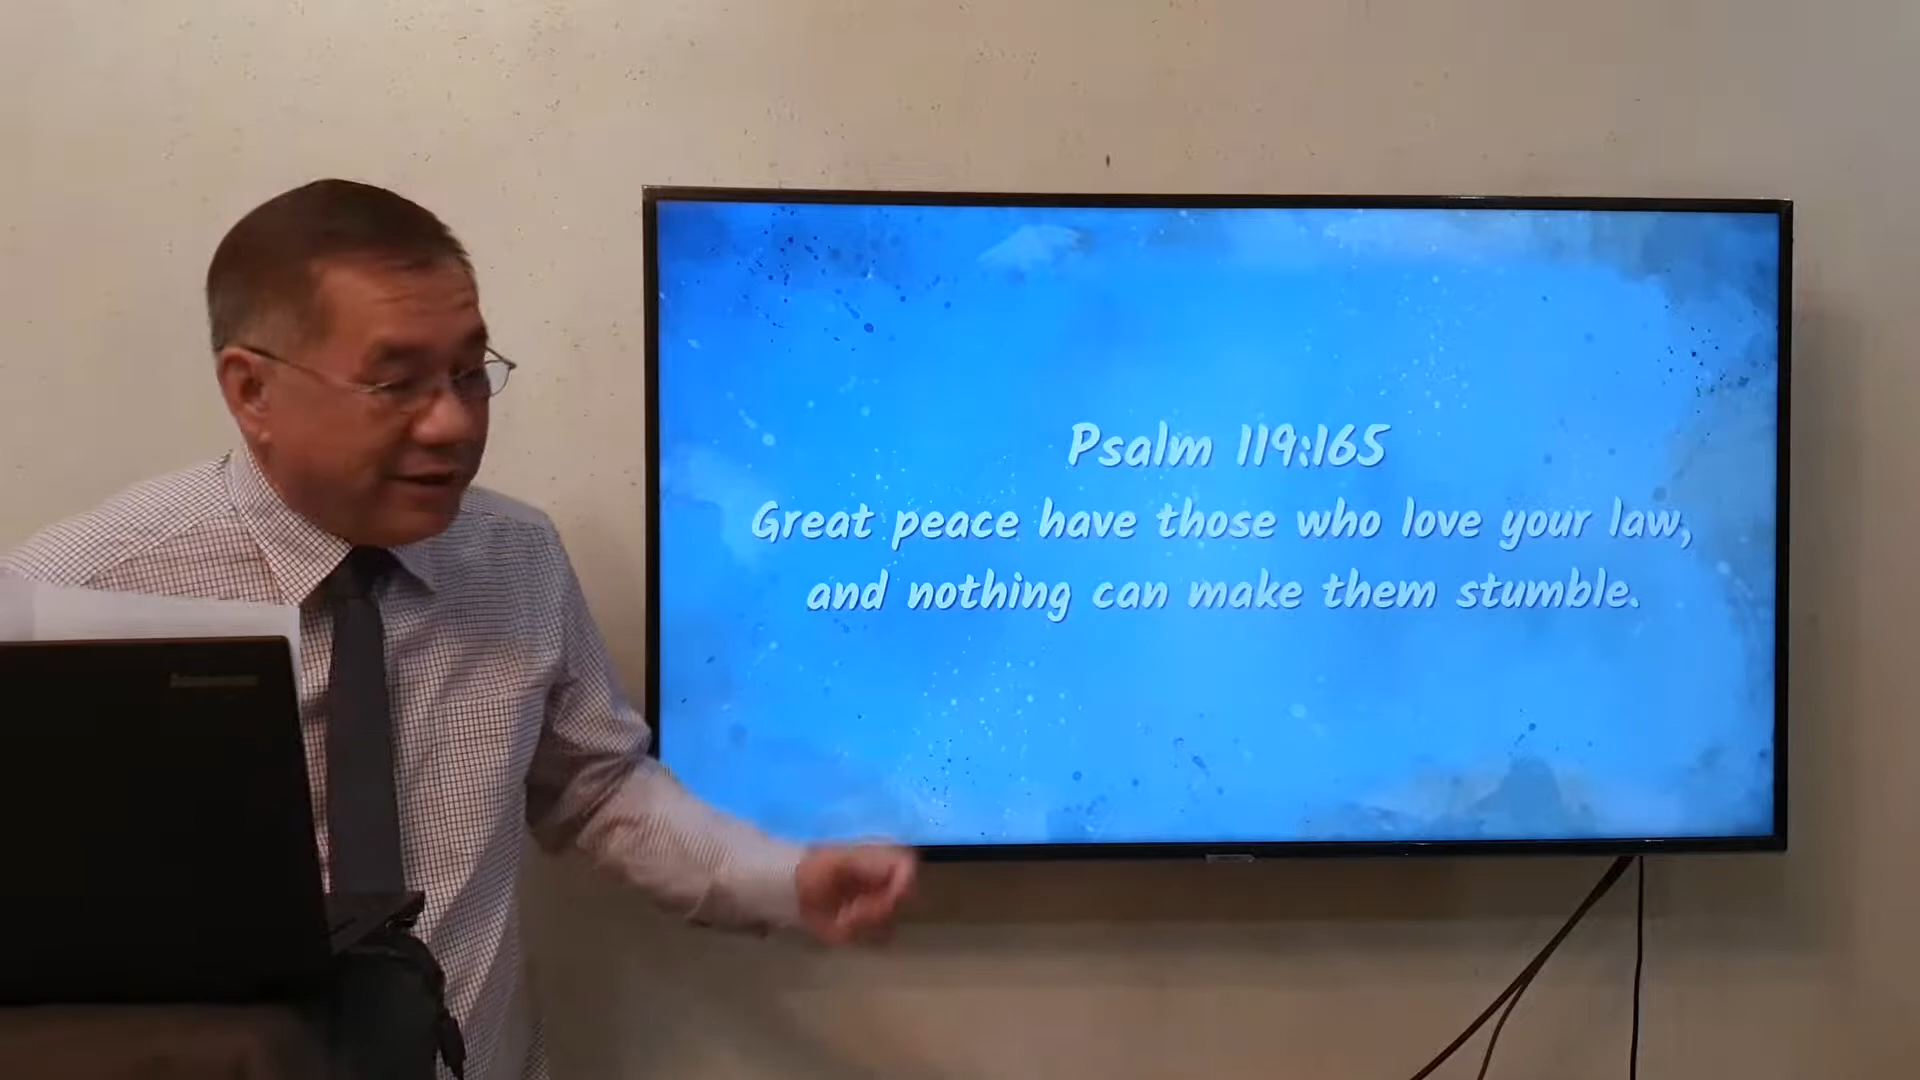 Psalm 119:165
Great peace have those who love your law,
and nothing can make them stumble.